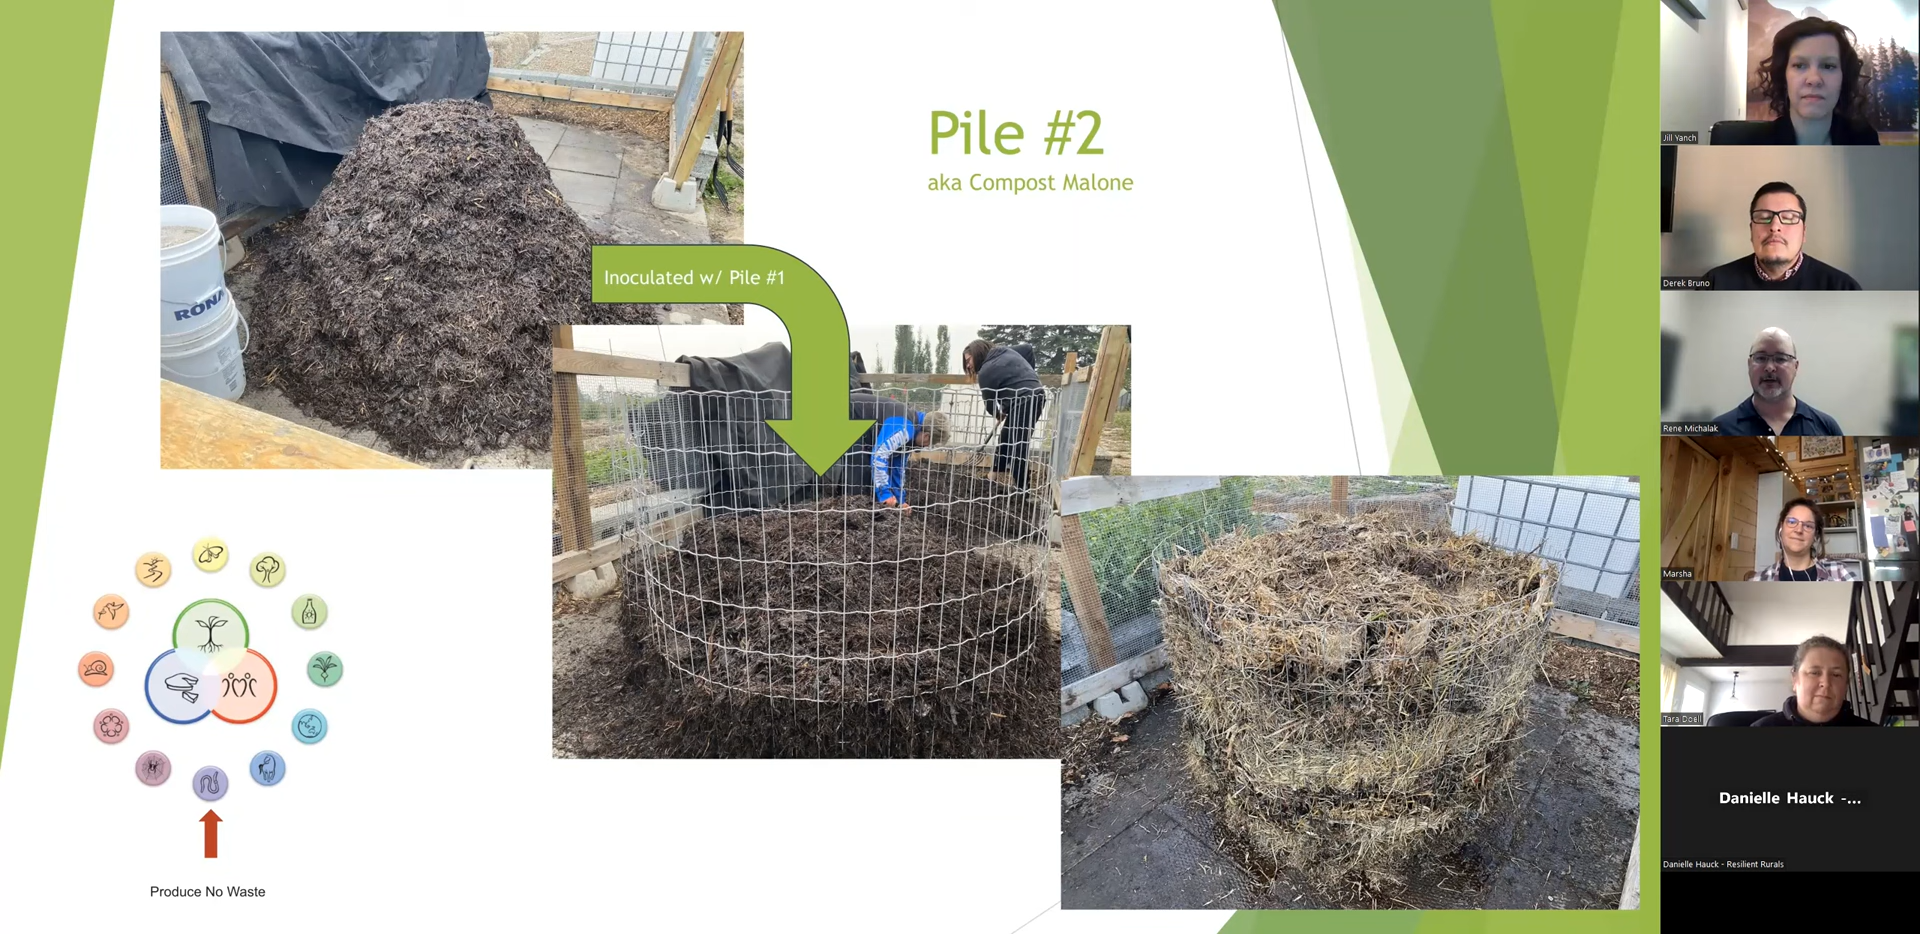 Pile #2
aka Compost Malone
Inoculated w/ Pile #1
RONA
Produce No Waste
Jill Yanch
Derek Bruno
Rene Michalak
Marsha
Tara Doell
Danielle Hauck -...
Danielle Hauck - Resilient Rurals